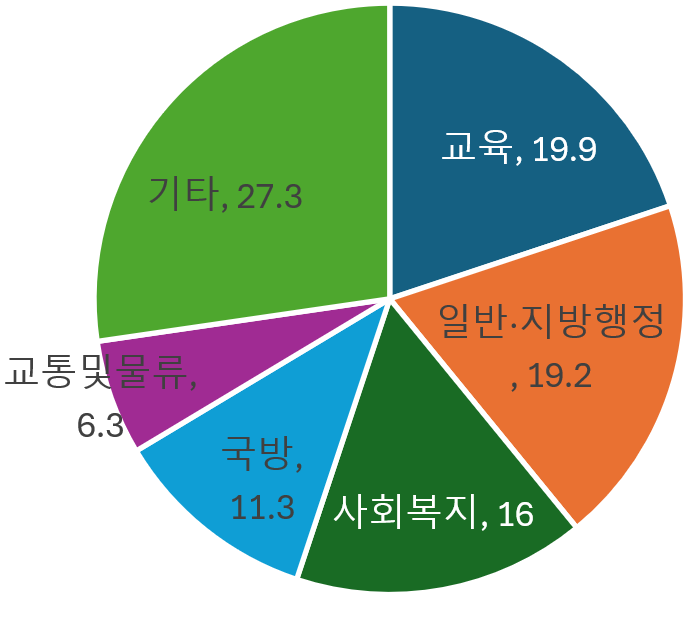 교육, 19.9
기타, 27.3
일반·지방행정
, 19.2
교통및물류,
6.3
국방,
11.3
사회복지, 16